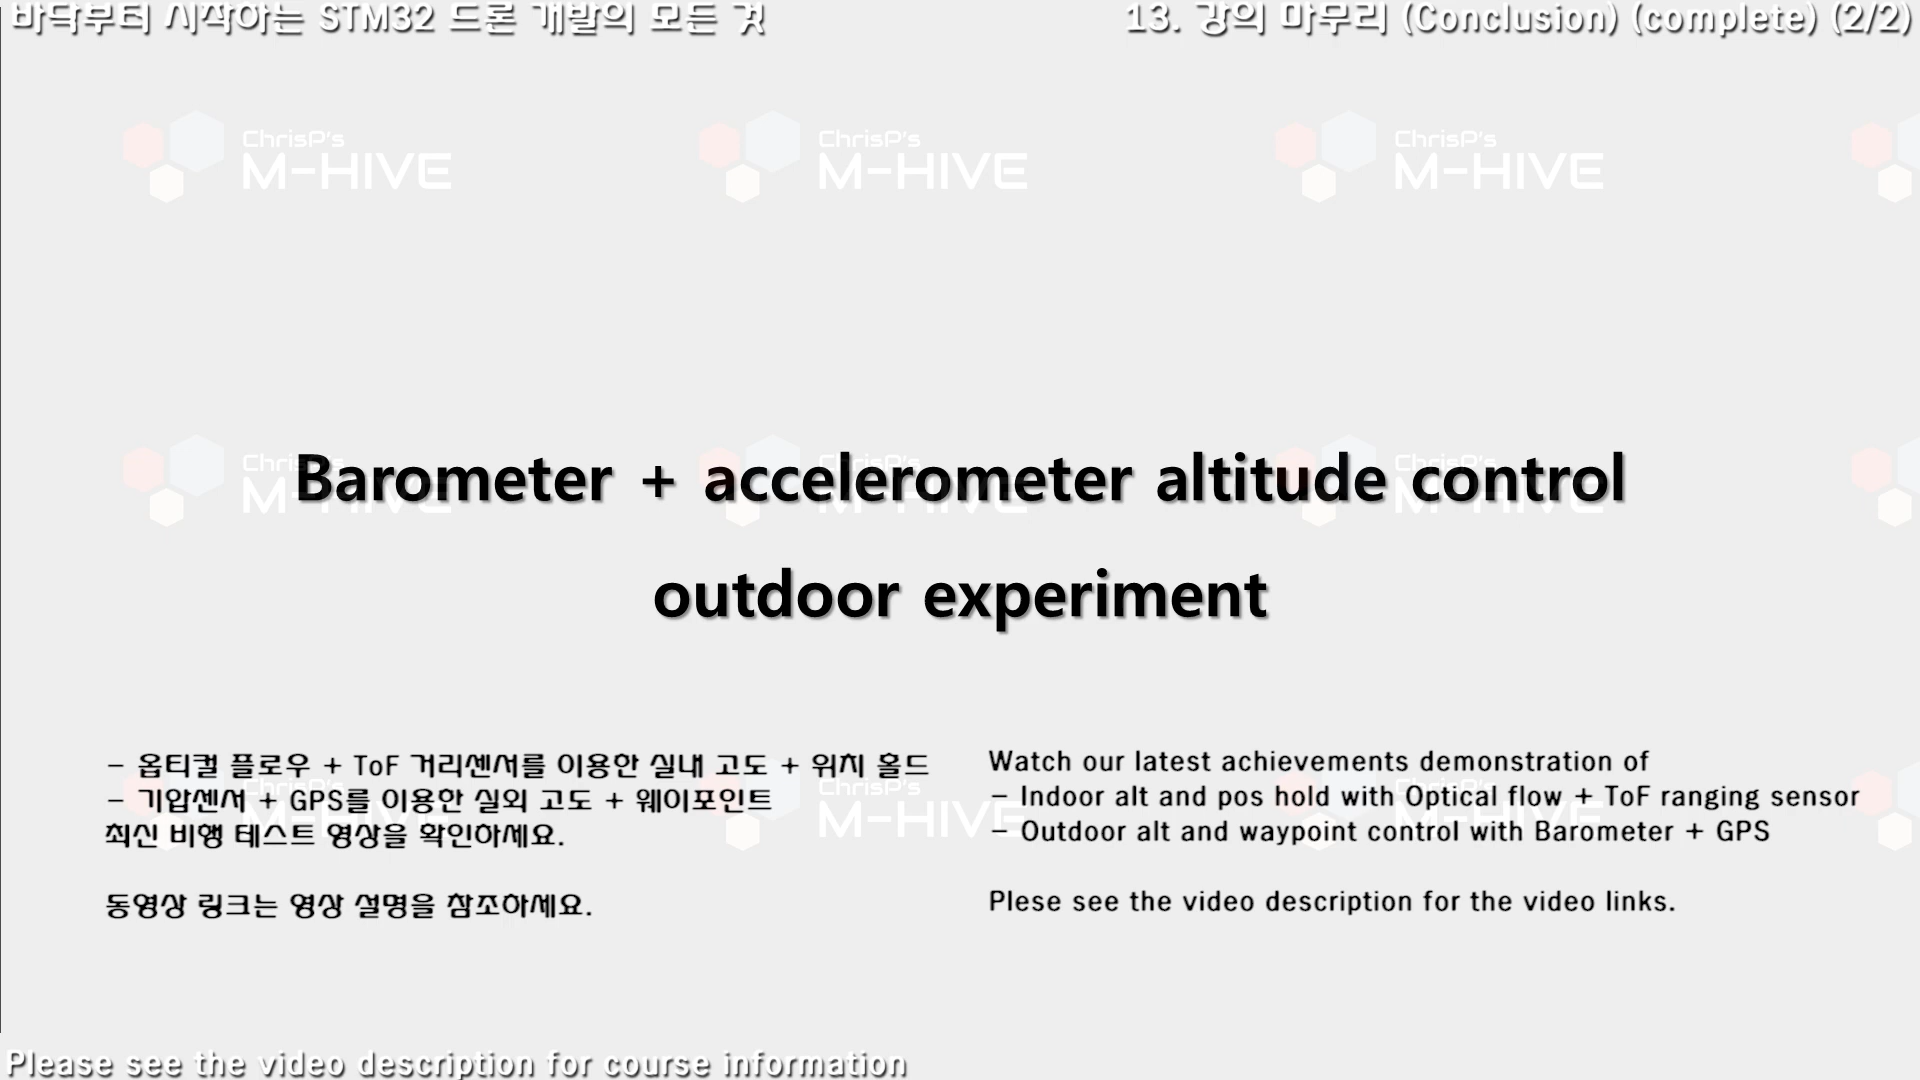 바닥부터 시작하는 STM32 드론 개발의 모든 것
13. 강의 마무리 (Conclusion) (complete) (2/2)
ChrisP's
M-HIVE
ChrisP's
M-HIVE
ChrisP's
M-HIVE
Barometer + accelerometer altitude control
outdoor experiment
- 옵티컬 플로우 + ToF 거리센서를 이용한 실내 고도 + 위치 홀드
- 기압센서 + GPS를 이용한 실외 고도 + 웨이포인트
최신 비행 테스트 영상을 확인하세요.
동영상 링크는 영상 설명을 참조하세요.
Watch our latest achievements demonstration of
- Indoor alt and pos hold with Optical flow + ToF ranging sensor
- Outdoor alt and waypoint control with Barometer + GPS
Plese see the video description for the video links.
Please see the video description for course information